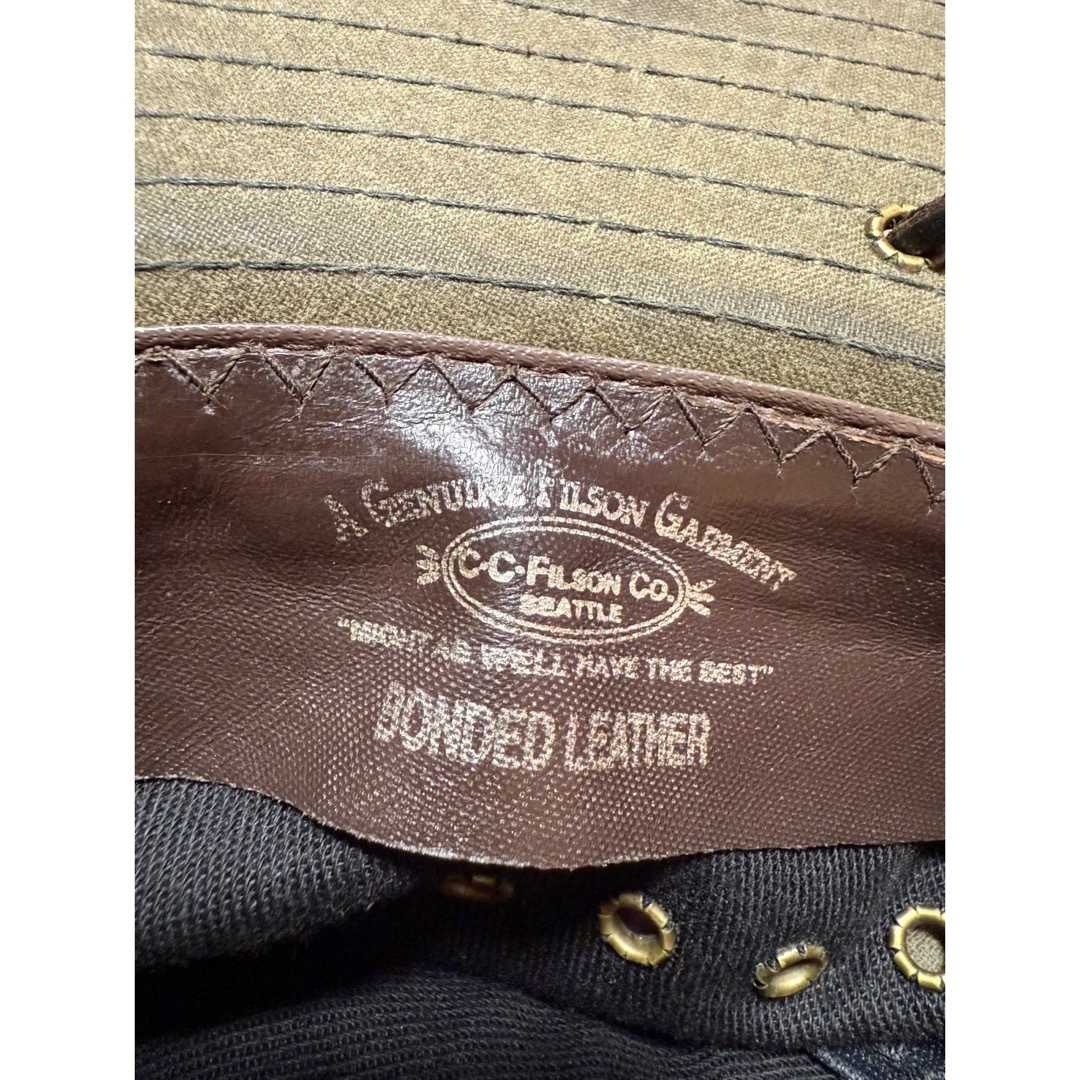 A GENUINE FILSON GARMENT
C·C·FILSON CO.
SEATTLE
"MIGHT AS WELL HAVE THE BEST"
BONDED LEATHER